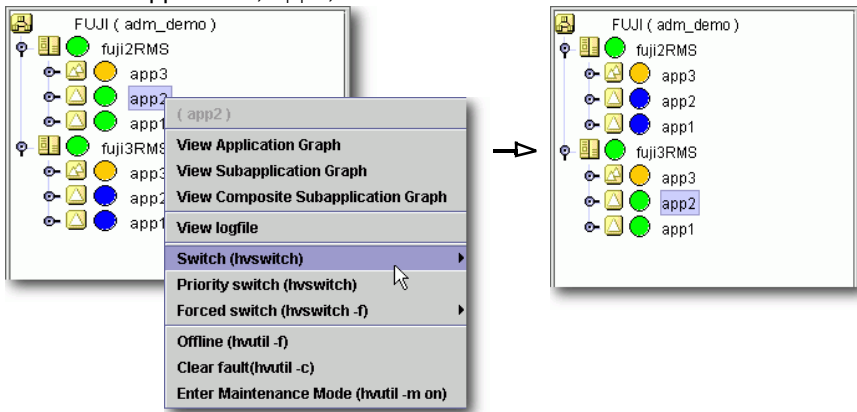 FUJI ( adm_demo )
fuji2RMS
app3
app2
app1
fuji3RMS
app3
app2
app1
( app2 )
View Application Graph
View Subapplication Graph
View Composite Subapplication Graph
View logfile
Switch (hvswitch)
Priority switch (hvswitch)
Forced switch (hvswitch -f)
Offline (hvutil -f)
Clear fault(hvutil -c)
Enter Maintenance Mode (hvutil -m on)
FUJI ( adm_demo )
fuji2RMS
app3
app2
app1
fuji3RMS
app3
app2
app1